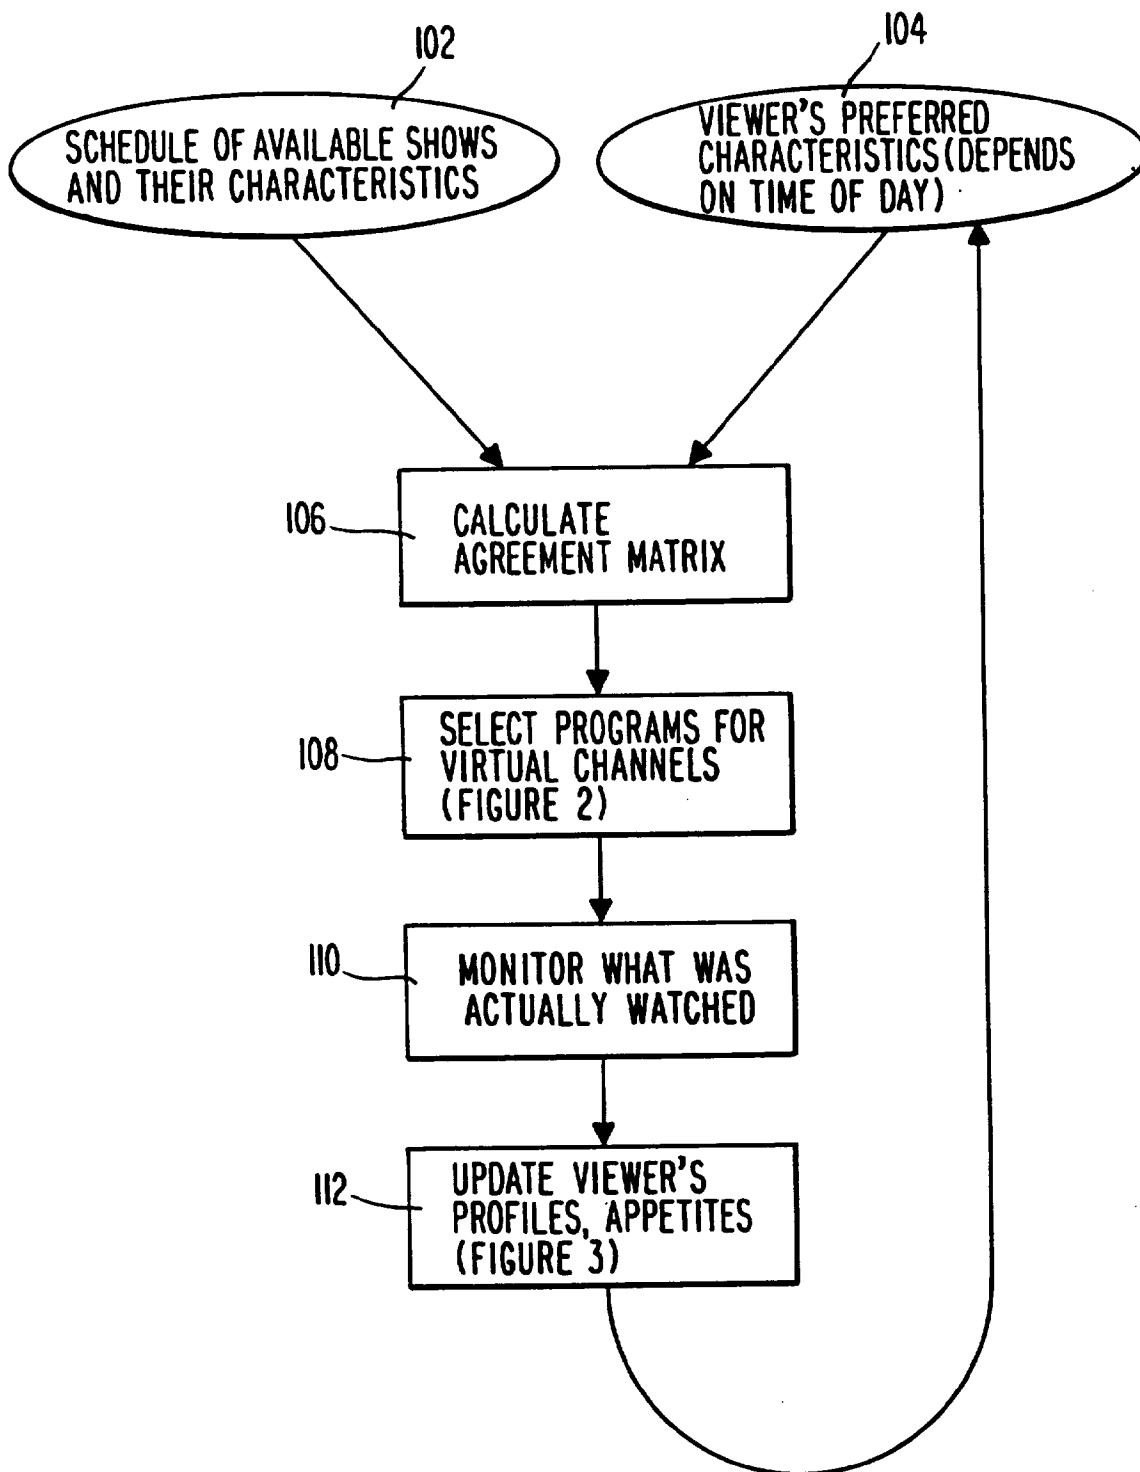 102
104
SCHEDULE OF AVAILABLE SHOWS
AND THEIR CHARACTERISTICS
VIEWER'S PREFERRED
CHARACTERISTICS (DEPENDS
ON TIME OF DAY)
106
CALCULATE
AGREEMENT MATRIX
108
SELECT PROGRAMS FOR
VIRTUAL CHANNELS
(FIGURE 2)
110
MONITOR WHAT WAS
ACTUALLY WATCHED
112
UPDATE VIEWER'S
PROFILES, APPETITES
(FIGURE 3)